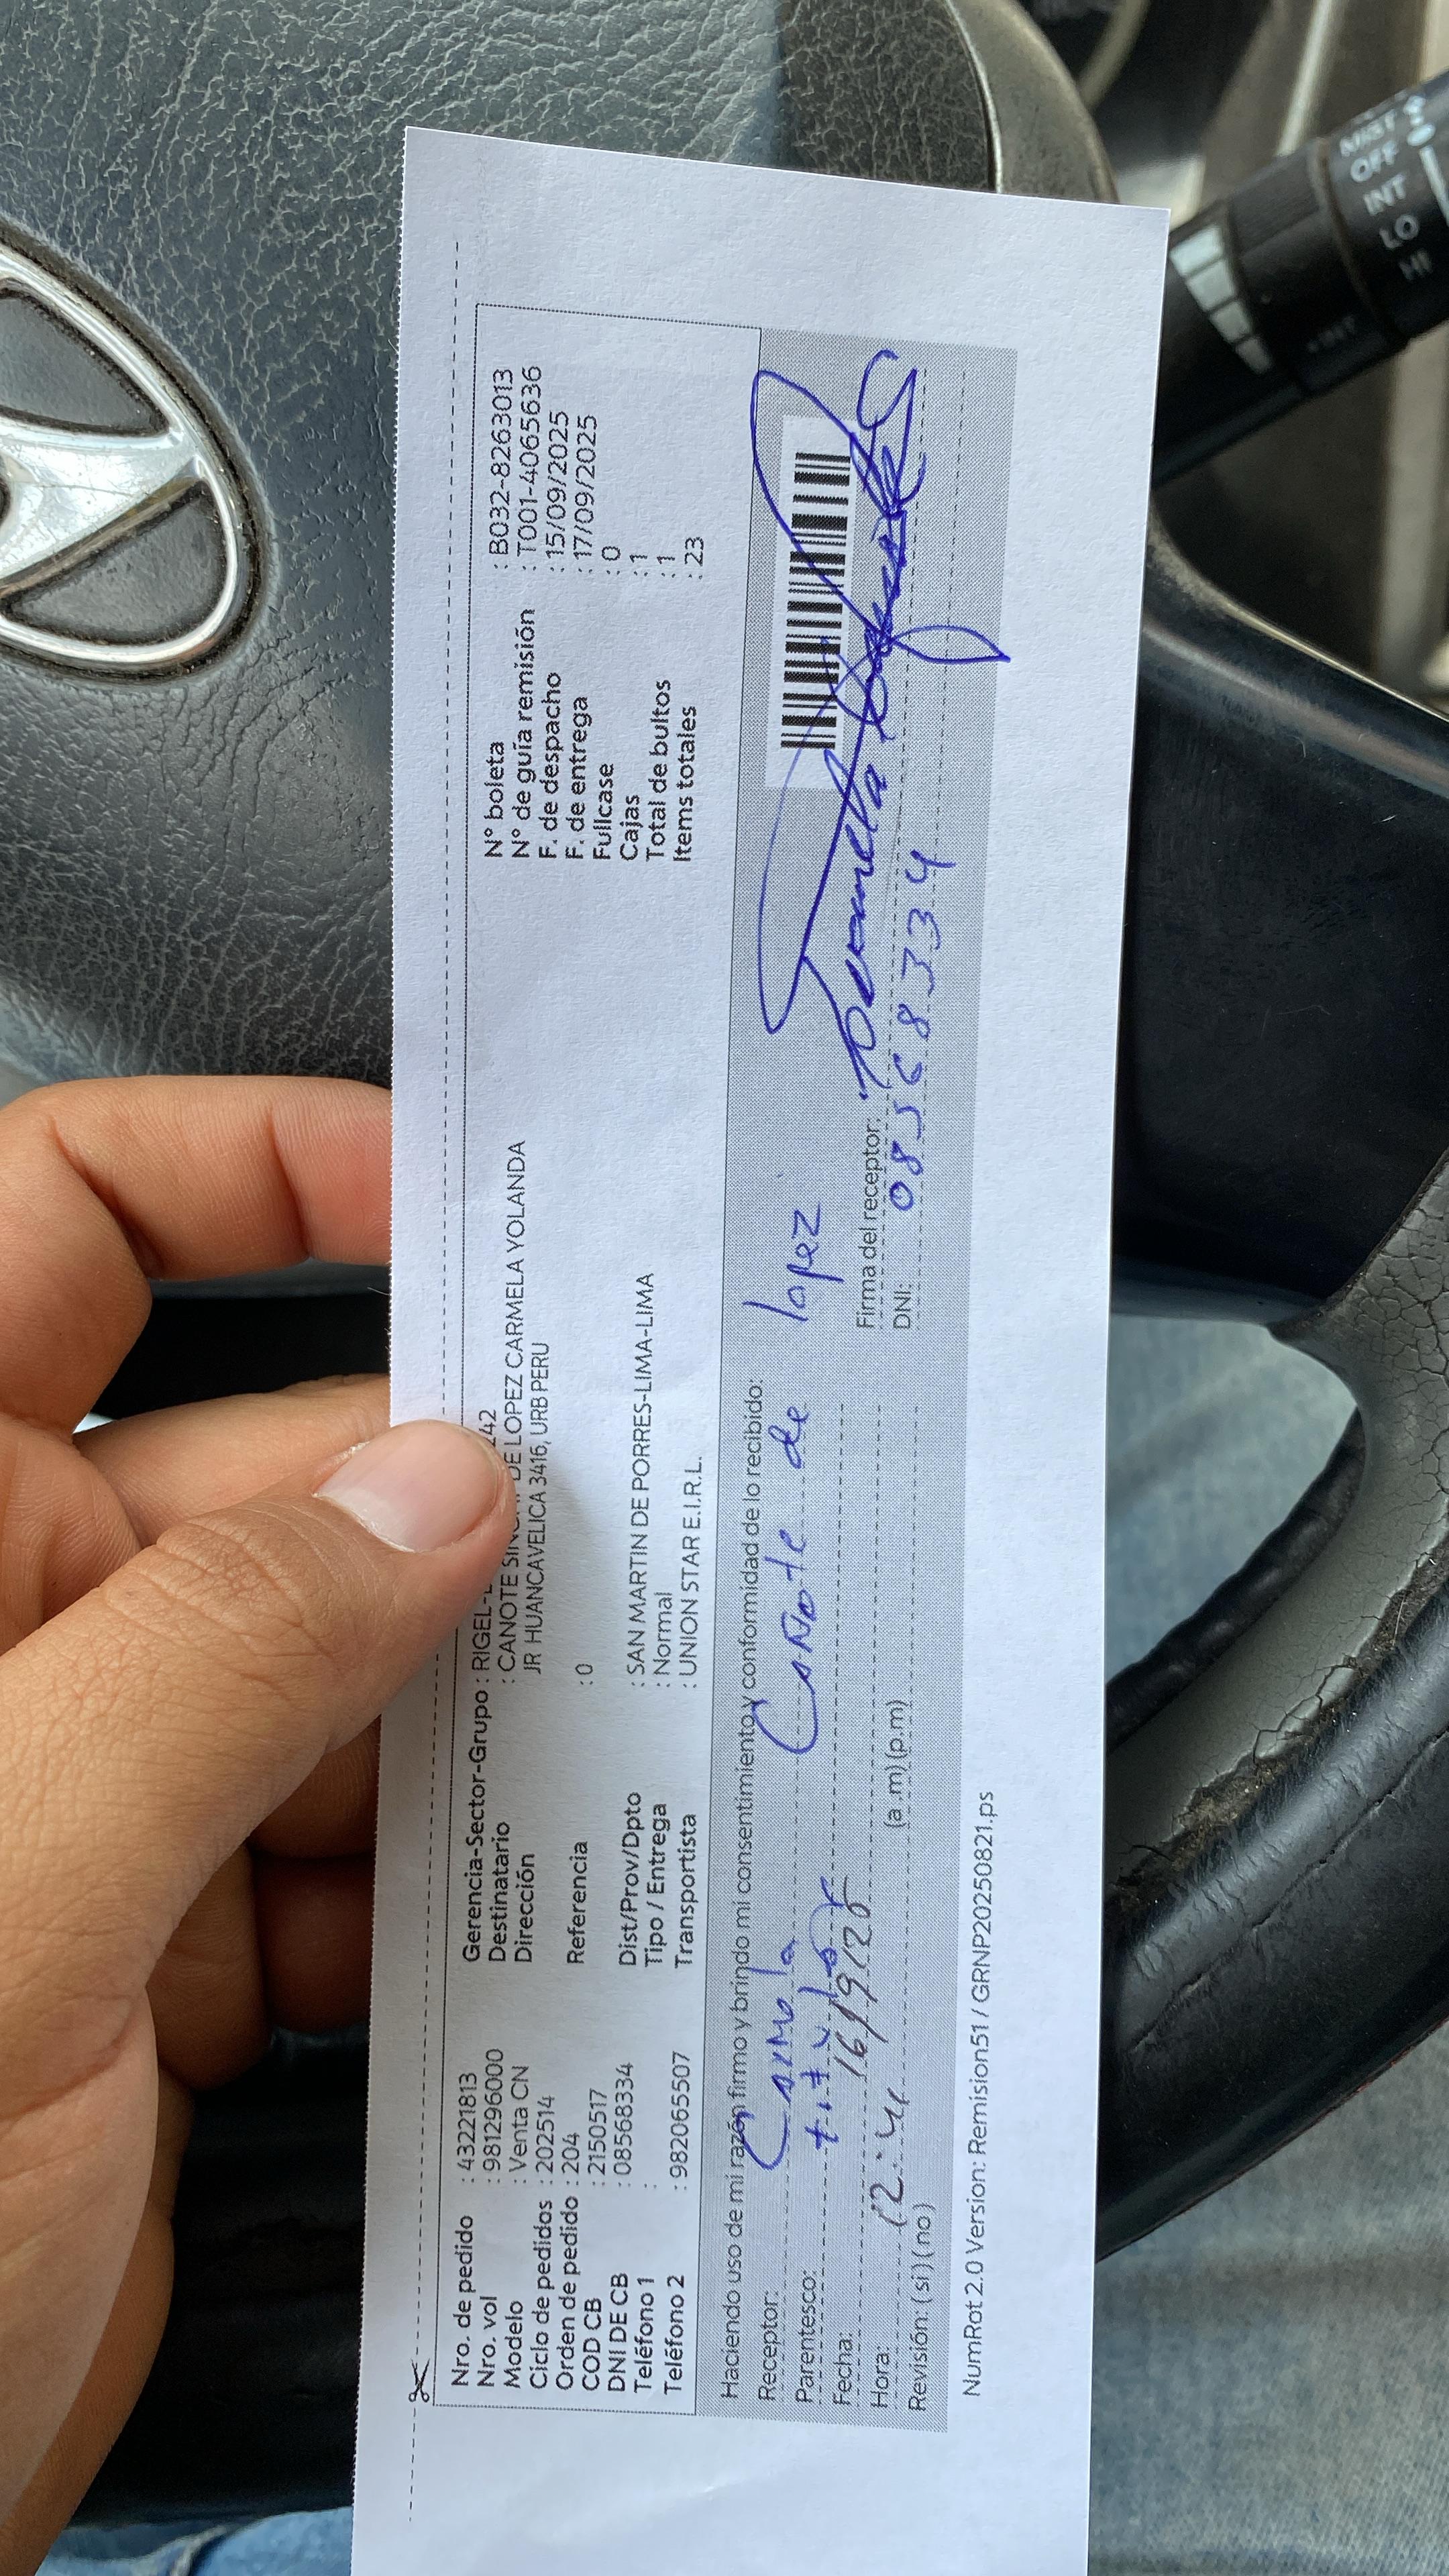 Nro. de pedido : 43221813
Nro. vol : 981296000
Modelo : Venta CN
Ciclo de pedidos : 202514
Orden de pedido : 204
COD CB : 2150517
DNI DE CB : 08568334
Teléfono 1 :
Teléfono 2 : 982065507
Gerencia-Sector-Grupo : RIGEL- 242
Destinatario : CANOTE DE LOPEZ CARMELA YOLANDA
Dirección JR HUANCAVELICA 3416, URB PERU
Referencia : 0
Dist/Prov/Dpto : SAN MARTIN DE PORRES-LIMA-LIMA
Tipo / Entrega : Normal
Transportista : UNION STAR E.I.R.L.
N° boleta : B032-8263013
N° de guía remisión : T001-4065636
F. de despacho : 15/09/2025
F. de entrega : 17/09/2025
Fullcase : 0
Cajas : 1
Total de bultos : 1
Items totales : 23
Haciendo uso de mi razón firmo y brindo mi consentimiento y conformidad de lo recibido:
Receptor: Carmela Canote de lopez
Parentesco: titular
Fecha: 16/9/25
Hora: (a .m) (p.m)
Revisión: (si) (no)
Firma del receptor:
DNI: 08568334
NumRot 2.0 Version: Remision51 / GRNP20250821.ps
MIST
OFF
INT
LO
HI